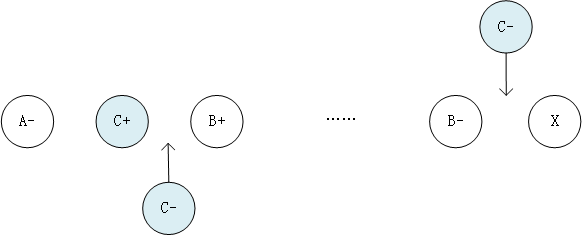 C-
A- C+ B+ …… B- X
C-